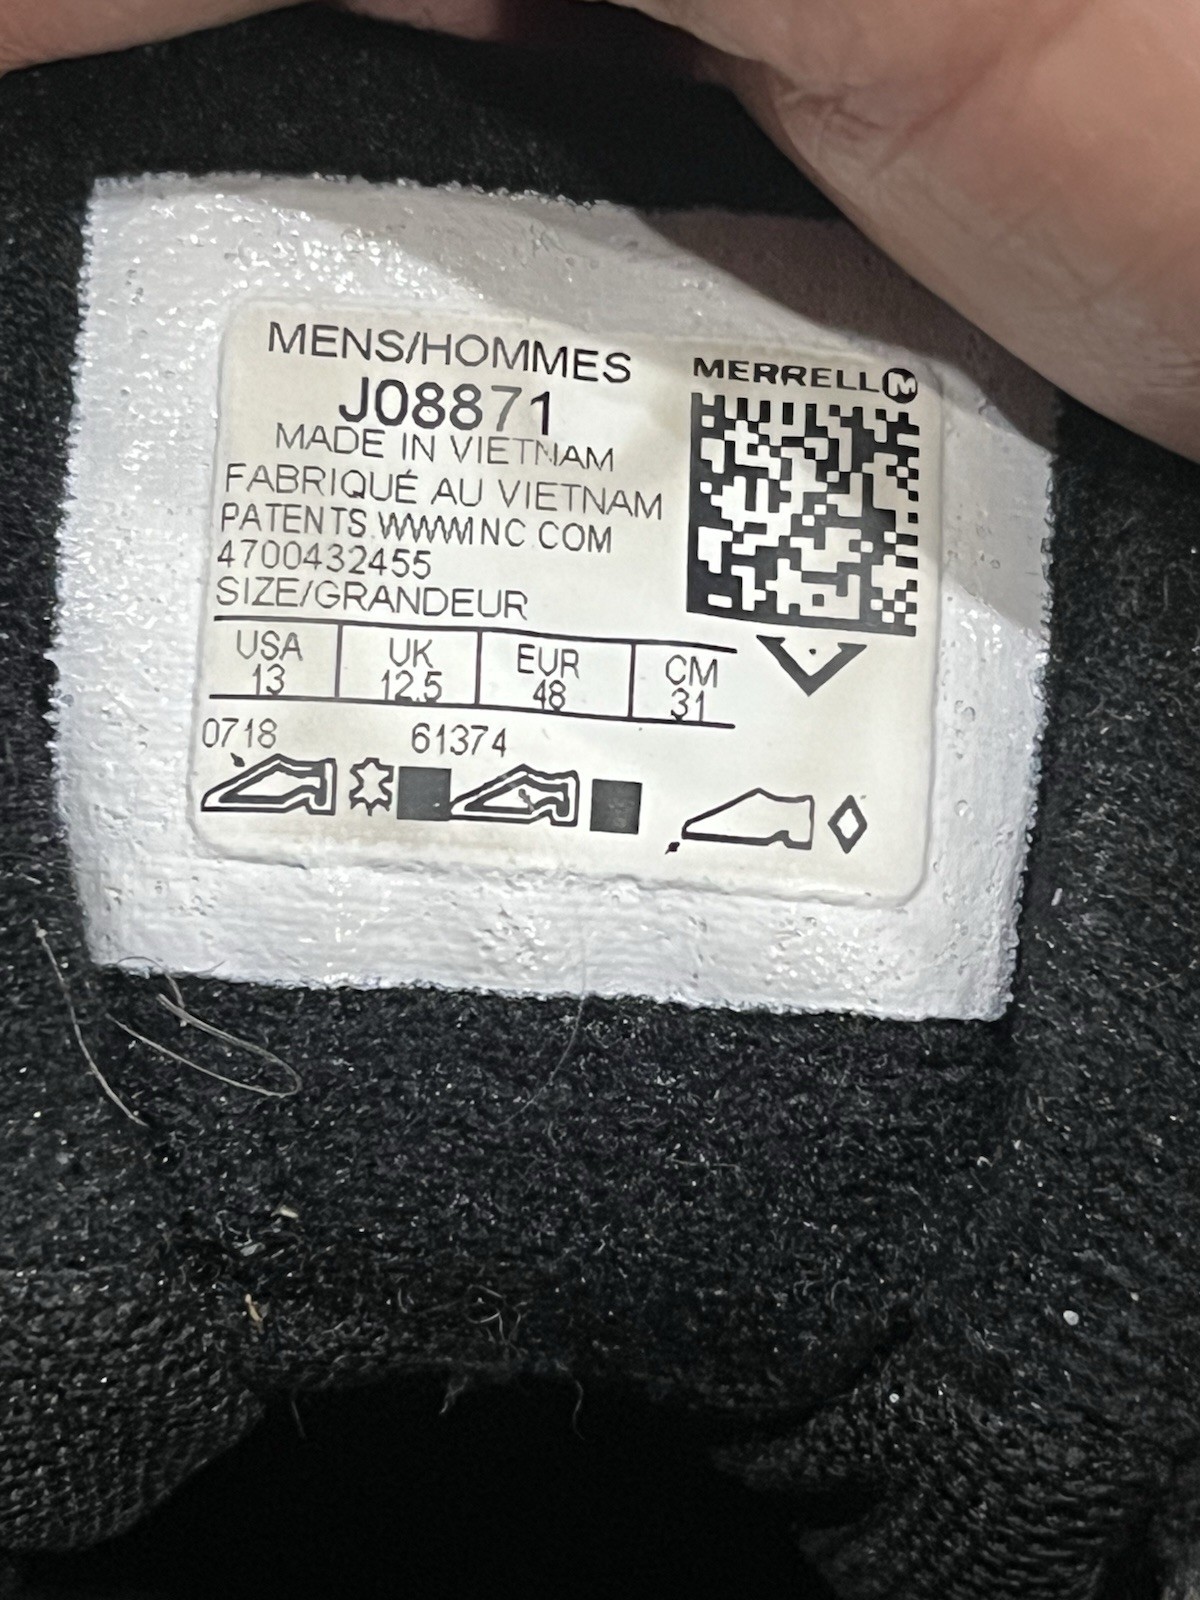 MENS/HOMMES
J08871
MADE IN VIETNAM
FABRIQUÉ AU VIETNAM
PATENTS WWWINC.COM
4700432455
SIZE/GRANDEUR
USA UK EUR CM
13 12.5 48 31
0718 61374
MERRELL